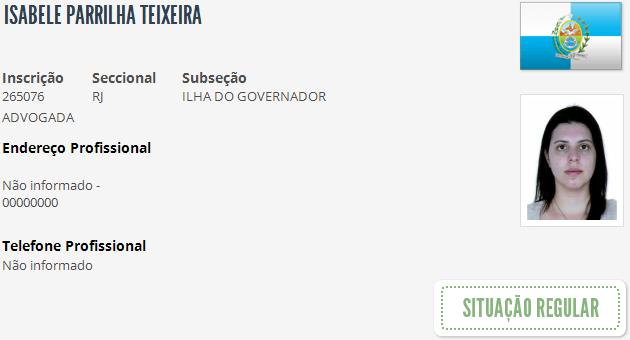 ISABELE PARRILHA TEIXEIRA
Inscrição Seccional Subseção
265076 RJ ILHA DO GOVERNADOR
ADVOGADA
Endereço Profissional
Não informado -
00000000
Telefone Profissional
Não informado
SITUAÇÃO REGULAR